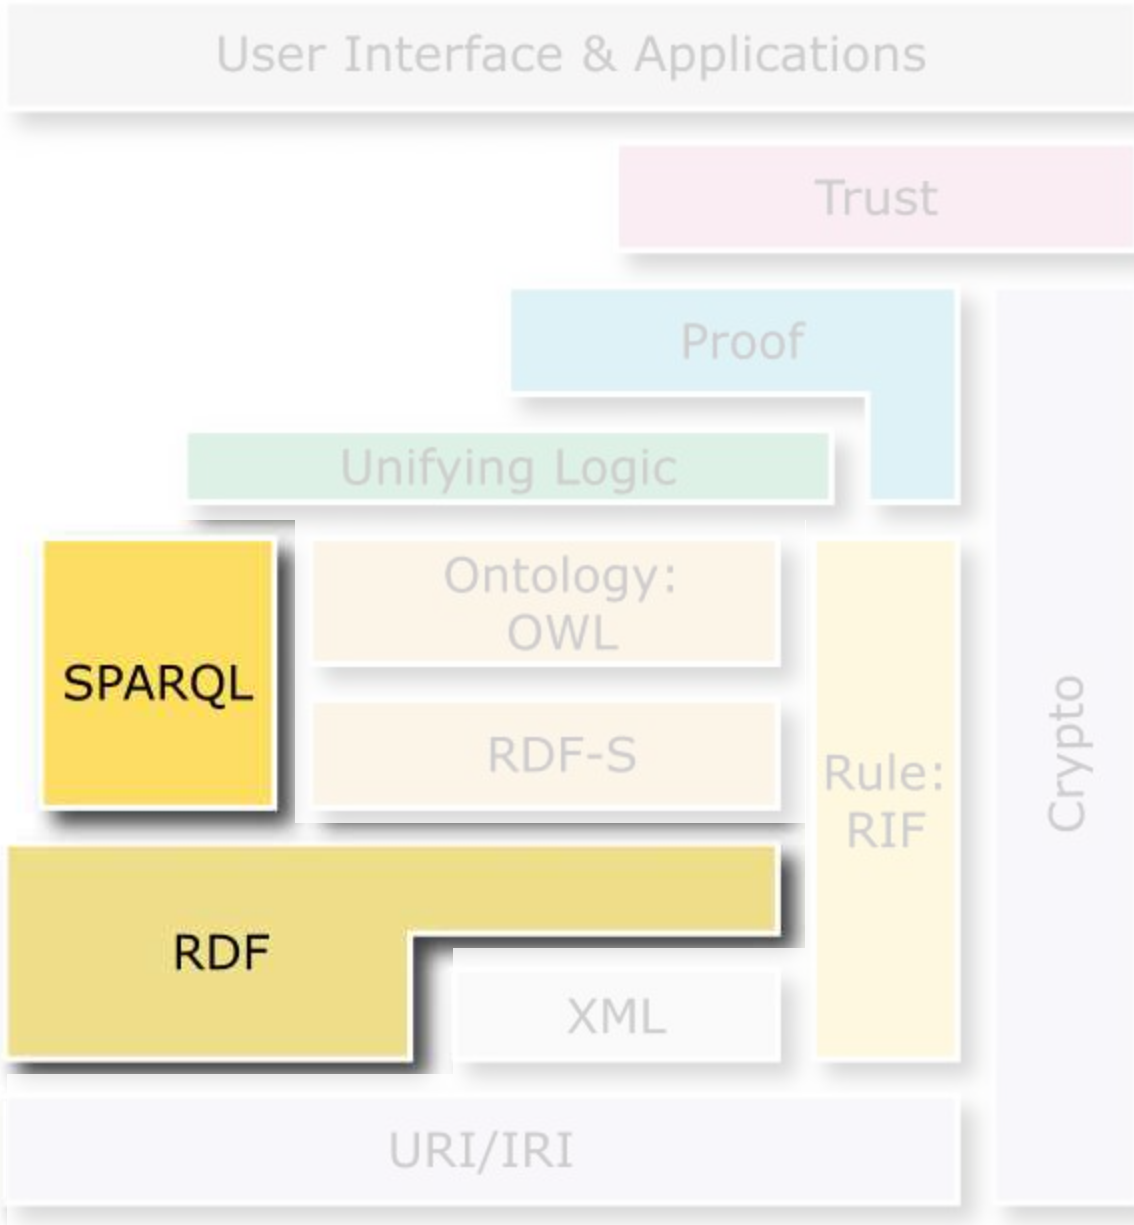 User Interface & Applications
Trust
Proof
Unifying Logic
Ontology:
OWL
SPARQL
RDF-S
Rule:
RIF
Crypto
RDF
XML
URI/IRI